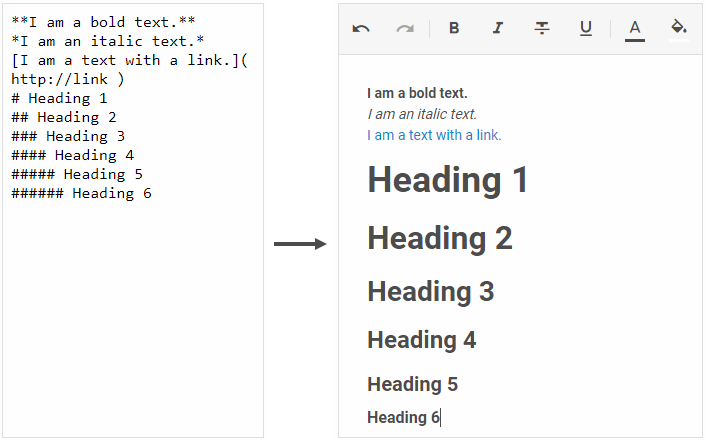 **I am a bold text.**
*I am an italic text.*
[I am a text with a link.](
http://link )
# Heading 1
## Heading 2
### Heading 3
#### Heading 4
##### Heading 5
###### Heading 6
B I T U A
I am a bold text.
I am an italic text.
I am a text with a link.
Heading 1
Heading 2
Heading 3
Heading 4
Heading 5
Heading 6